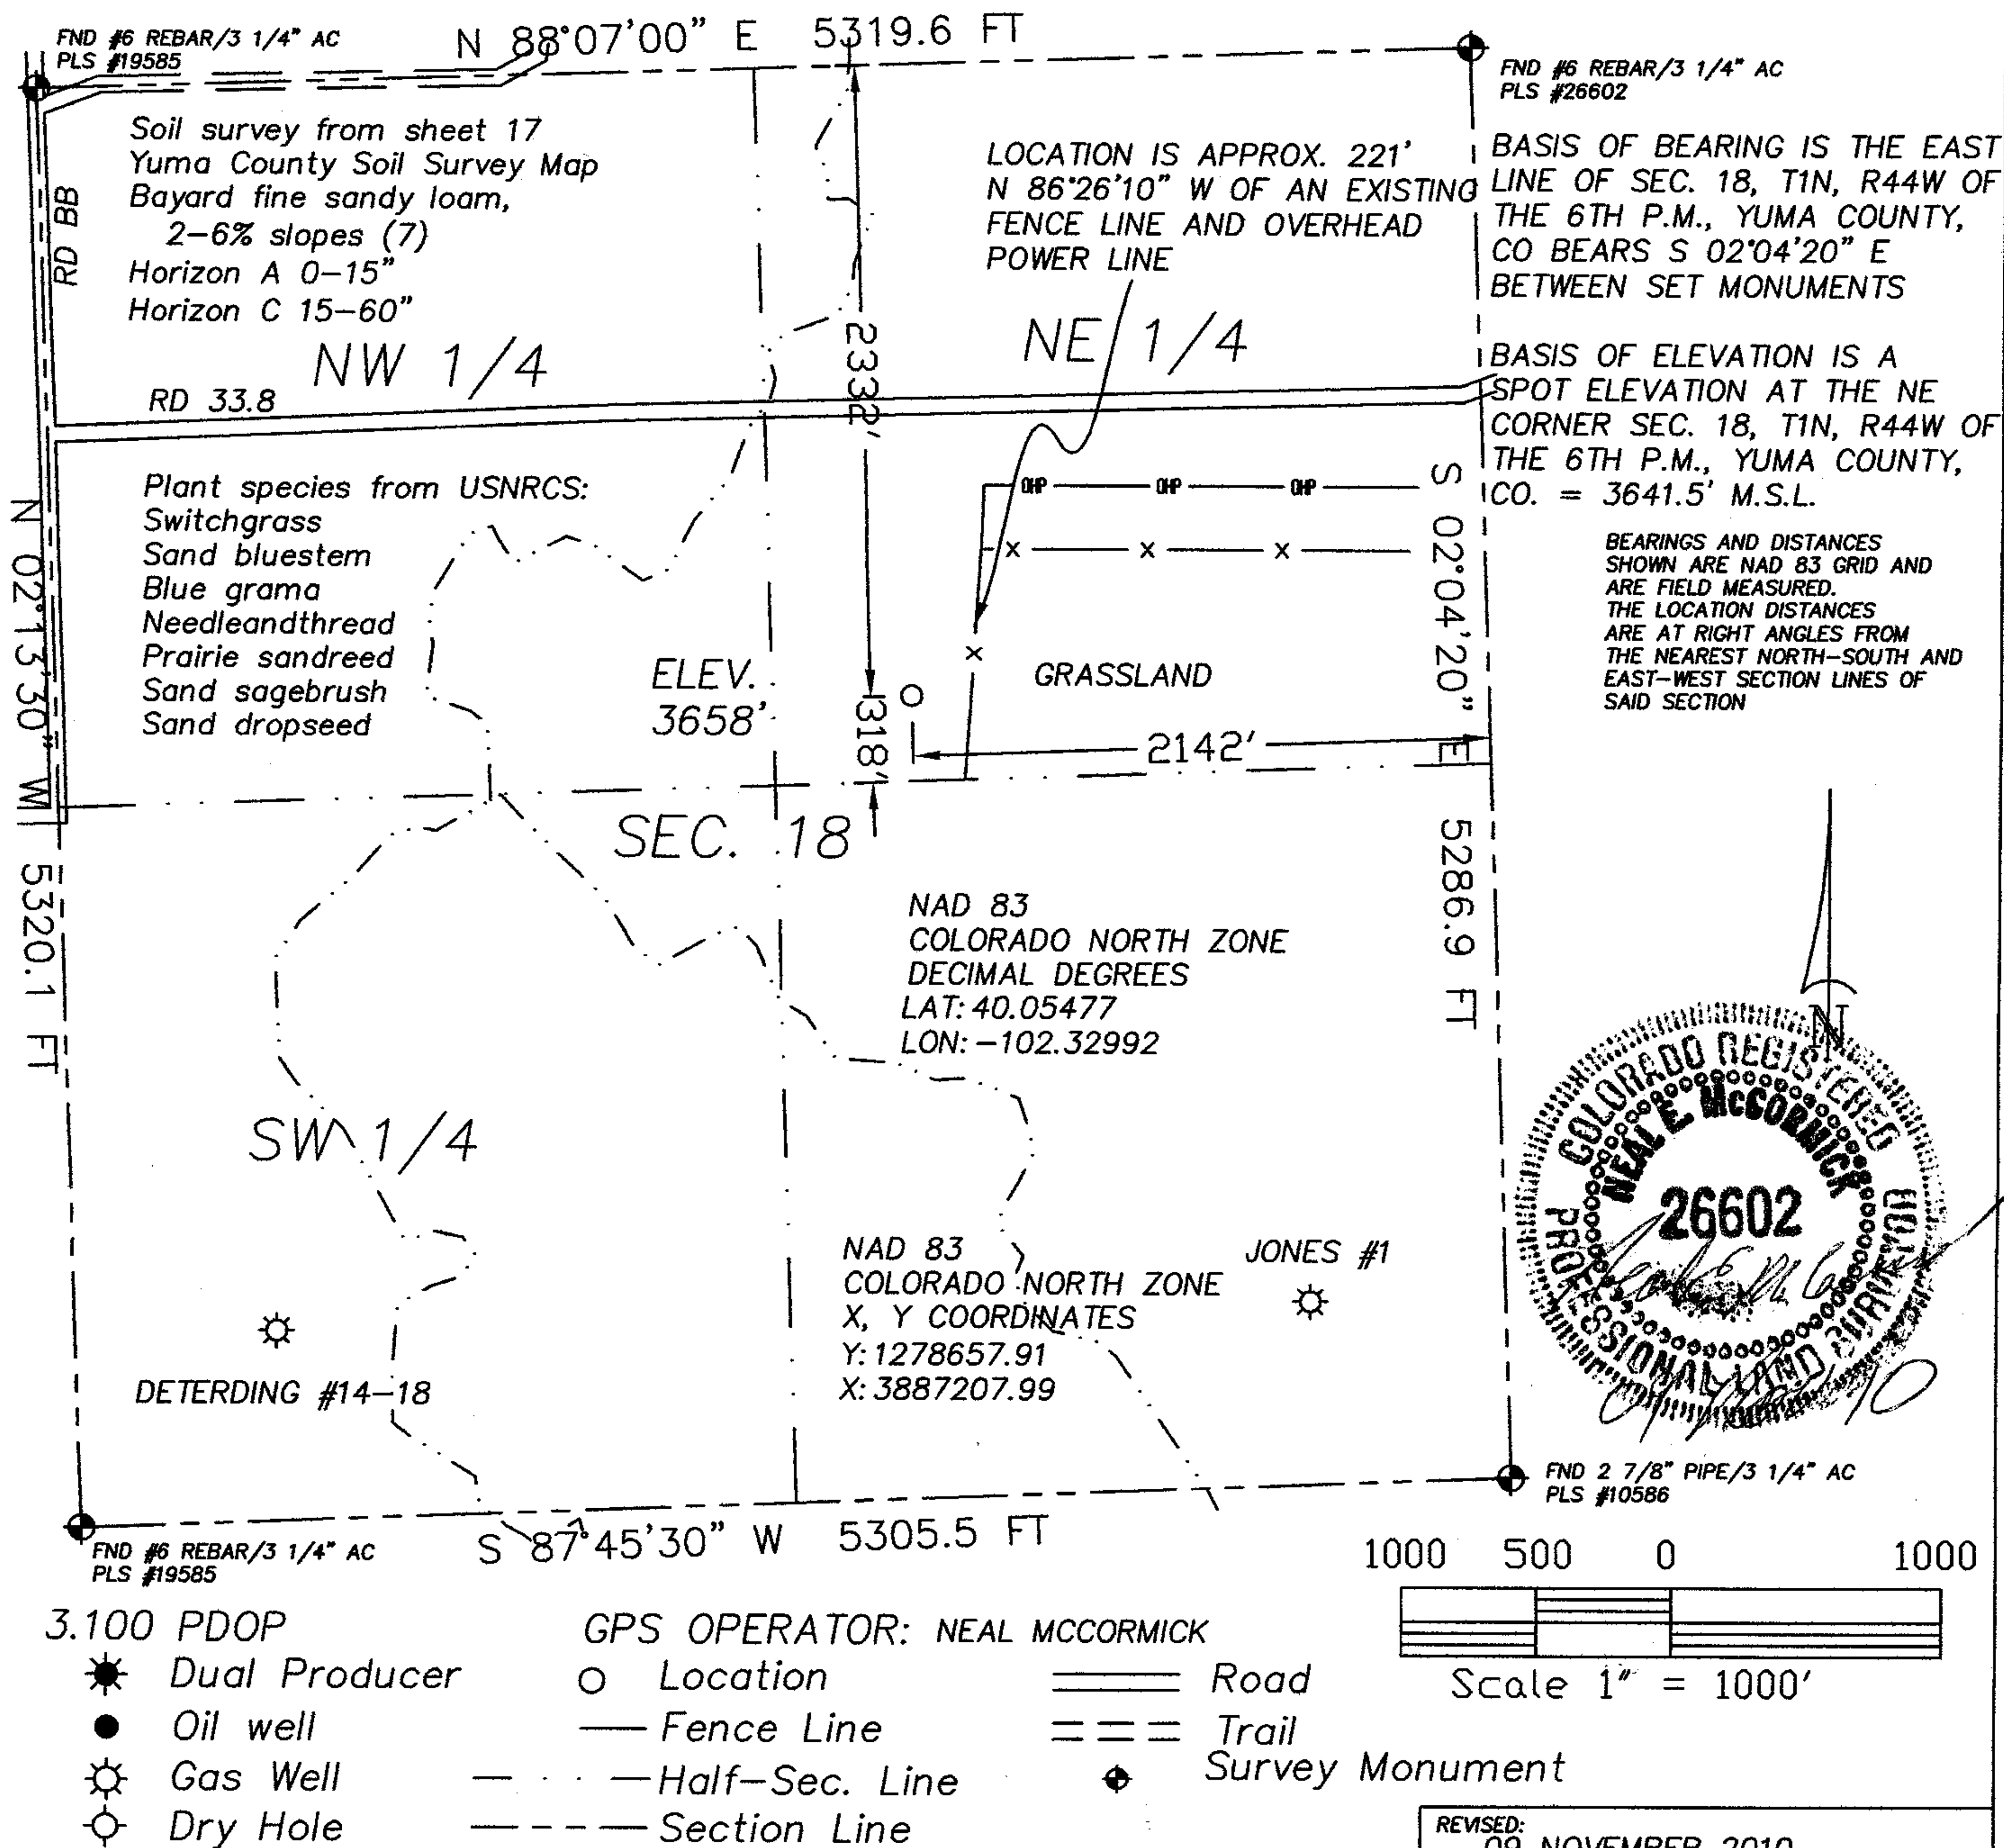 FND #6 REBAR/3 1/4" AC
PLS #19585
N 88°07'00" E 5319.6 FT
FND #6 REBAR/3 1/4" AC
PLS #26602
Soil survey from sheet 17
Yuma County Soil Survey Map
Bayard fine sandy loam,
2-6% slopes (7)
Horizon A 0-15"
Horizon C 15-60"
RD BB
LOCATION IS APPROX. 221'
N 86°26'10" W OF AN EXISTING
FENCE LINE AND OVERHEAD
POWER LINE
BASIS OF BEARING IS THE EAST
LINE OF SEC. 18, T1N, R44W OF
THE 6TH P.M., YUMA COUNTY,
CO BEARS S 02°04'20" E
BETWEEN SET MONUMENTS
NW 1/4
2332'
NE 1/4
RD 33.8
BASIS OF ELEVATION IS A
SPOT ELEVATION AT THE NE
CORNER SEC. 18, T1N, R44W OF
THE 6TH P.M., YUMA COUNTY,
CO. = 3641.5' M.S.L.
Plant species from USNRCS:
Switchgrass
Sand bluestem
Blue grama
Needleandthread
Prairie sandreed
Sand sagebrush
Sand dropseed
OHP OHP OHP
X X X
X
BEARINGS AND DISTANCES
SHOWN ARE NAD 83 GRID AND
ARE FIELD MEASURED.
THE LOCATION DISTANCES
ARE AT RIGHT ANGLES FROM
THE NEAREST NORTH-SOUTH AND
EAST-WEST SECTION LINES OF
SAID SECTION
N 02°13'30" W 5320.1 FT
S 02°04'20" E 5286.9 FT
ELEV.
3658'
GRASSLAND
318'
2142'
SEC. 18
NAD 83
COLORADO NORTH ZONE
DECIMAL DEGREES
LAT: 40.05477
LON: -102.32992
N
COLORADO REGISTERED
NEAL E McCORMICK
26602
PROFESSIONAL LAND SURVEYOR
SW 1/4
NAD 83
COLORADO NORTH ZONE
X, Y COORDINATES
Y: 1278657.91
X: 3887207.99
JONES #1
DETERDING #14-18
FND 2 7/8" PIPE/3 1/4" AC
PLS #10586
S 87°45'30" W 5305.5 FT
FND #6 REBAR/3 1/4" AC
PLS #19585
1000 500 0 1000
Scale 1" = 1000'
3.100 PDOP
GPS OPERATOR: NEAL MCCORMICK
Dual Producer
Location
Road
Oil well
Fence Line
Trail
Gas Well
Half-Sec. Line
Survey Monument
Dry Hole
Section Line
REVISED:
09 NOVEMBER 2010